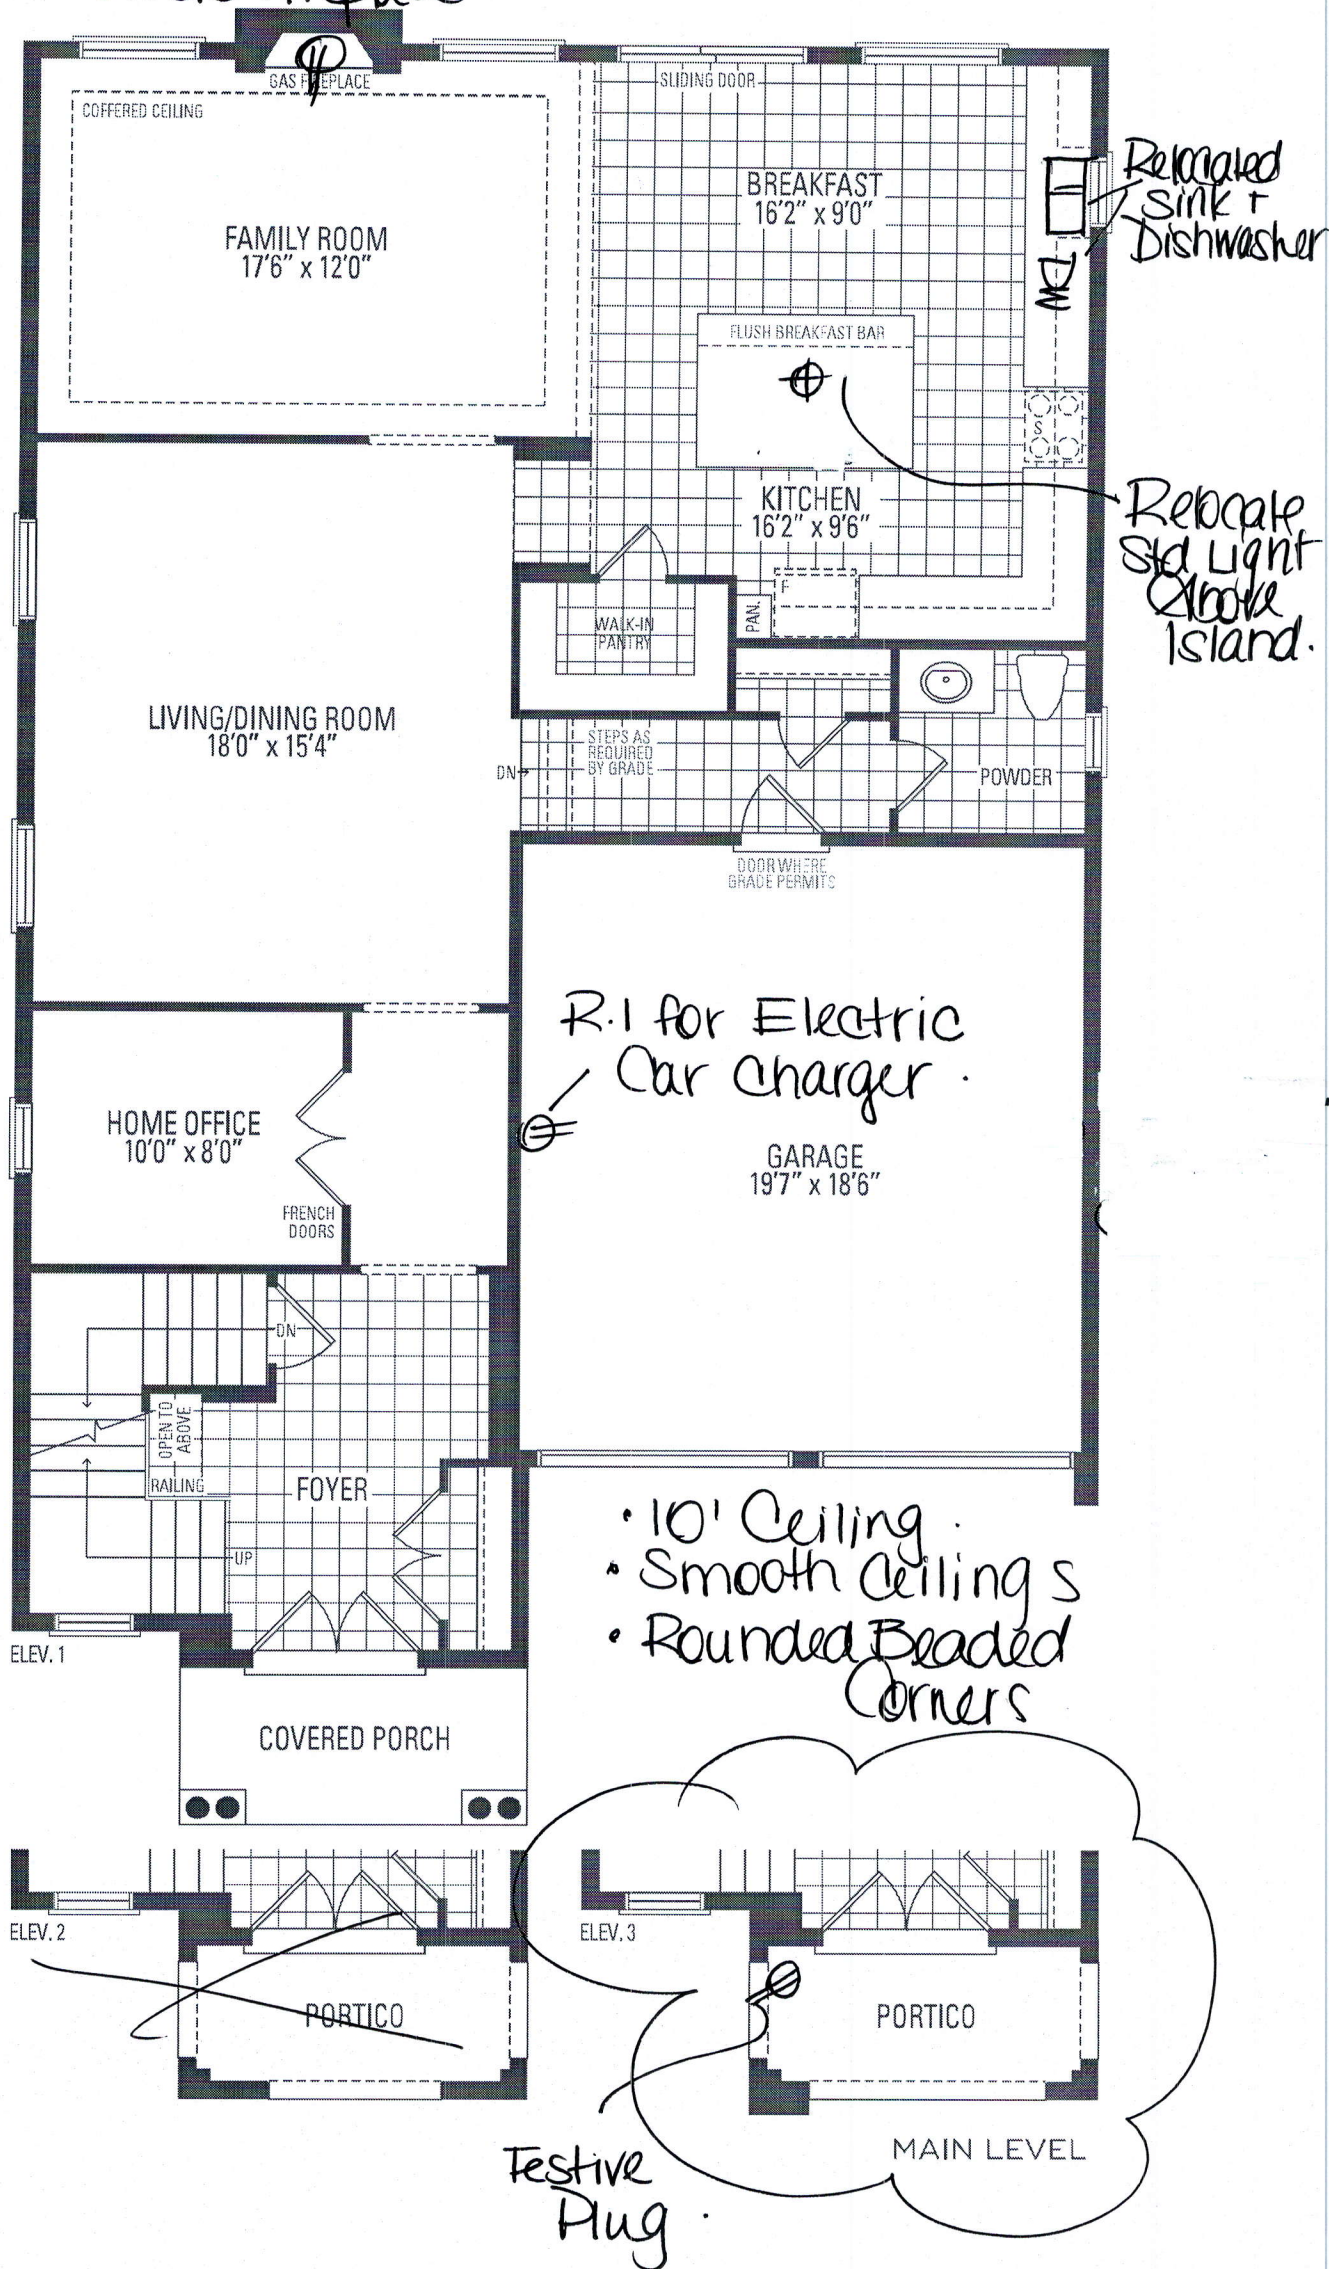 GAS FIREPLACE
COFFERED CEILING
SLIDING DOOR
FAMILY ROOM
17'6" x 12'0"
BREAKFAST
16'2" x 9'0"
Relocated
Sink +
Dishwasher
DW
FLUSH BREAKFAST BAR
S
KITCHEN
16'2" x 9'6"
Relocate
Std Light
Above
Island.
F
PAN.
WALK-IN
PANTRY
LIVING/DINING ROOM
18'0" x 15'4"
STEPS AS
REQUIRED
BY GRADE
DN
POWDER
DOOR WHERE
GRADE PERMITS
R.I for Electric
Car Charger.
HOME OFFICE
10'0" x 8'0"
GARAGE
19'7" x 18'6"
FRENCH
DOORS
DN
OPEN TO
ABOVE
RAILING
FOYER
UP
• 10' Ceiling.
• Smooth Ceilings
• Rounded Beaded
Corners
ELEV. 1
COVERED PORCH
ELEV. 2
PORTICO
ELEV. 3
PORTICO
MAIN LEVEL
Festive
Plug.